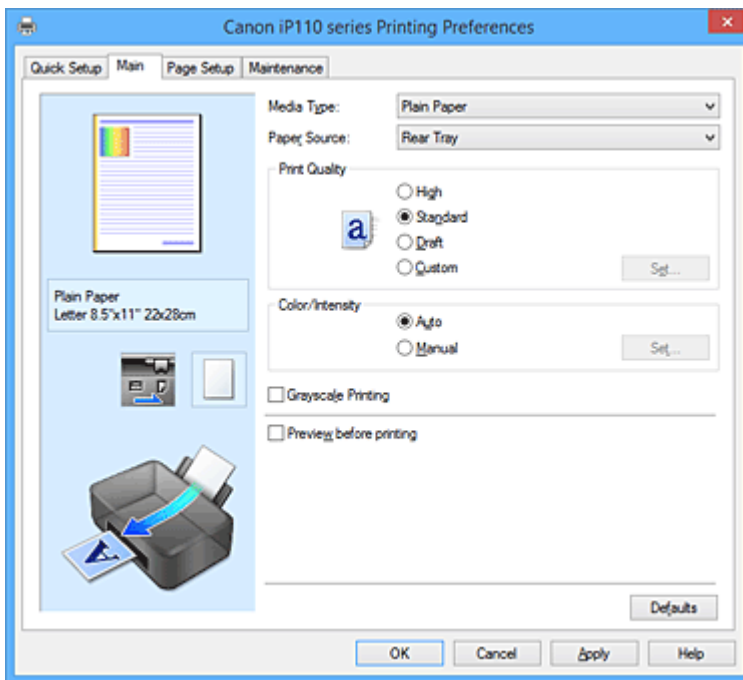 Canon iP110 series Printing Preferences
Quick Setup Main Page Setup Maintenance
Media Type: Plain Paper
Paper Source: Rear Tray
Print Quality
High
a
Standard
Draft
Custom Set...
Plain Paper
Letter 8.5"x11" 22x28cm
Color/Intensity
Auto
Manual Set...
Grayscale Printing
Preview before printing
A
Defaults
OK Cancel Apply Help